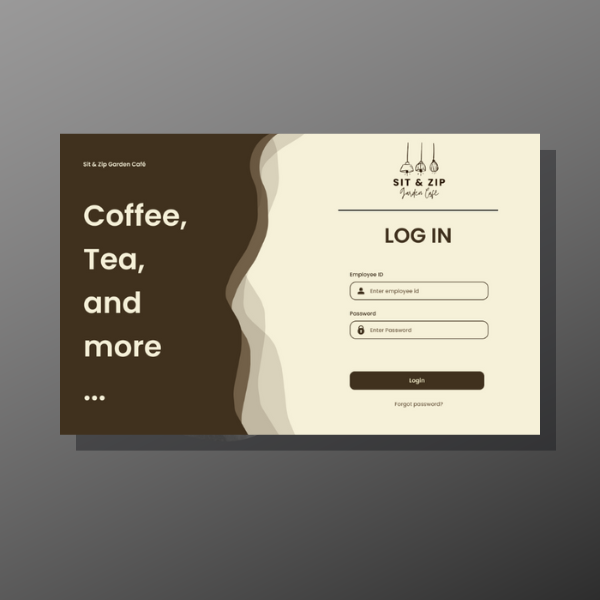 Sit & Zip Garden Café
Coffee,
Tea,
and
more
...
SIT & ZIP
Garden Café
LOG IN
Employee ID
Enter employee id
Password
Enter Password
Login
Forgot password?